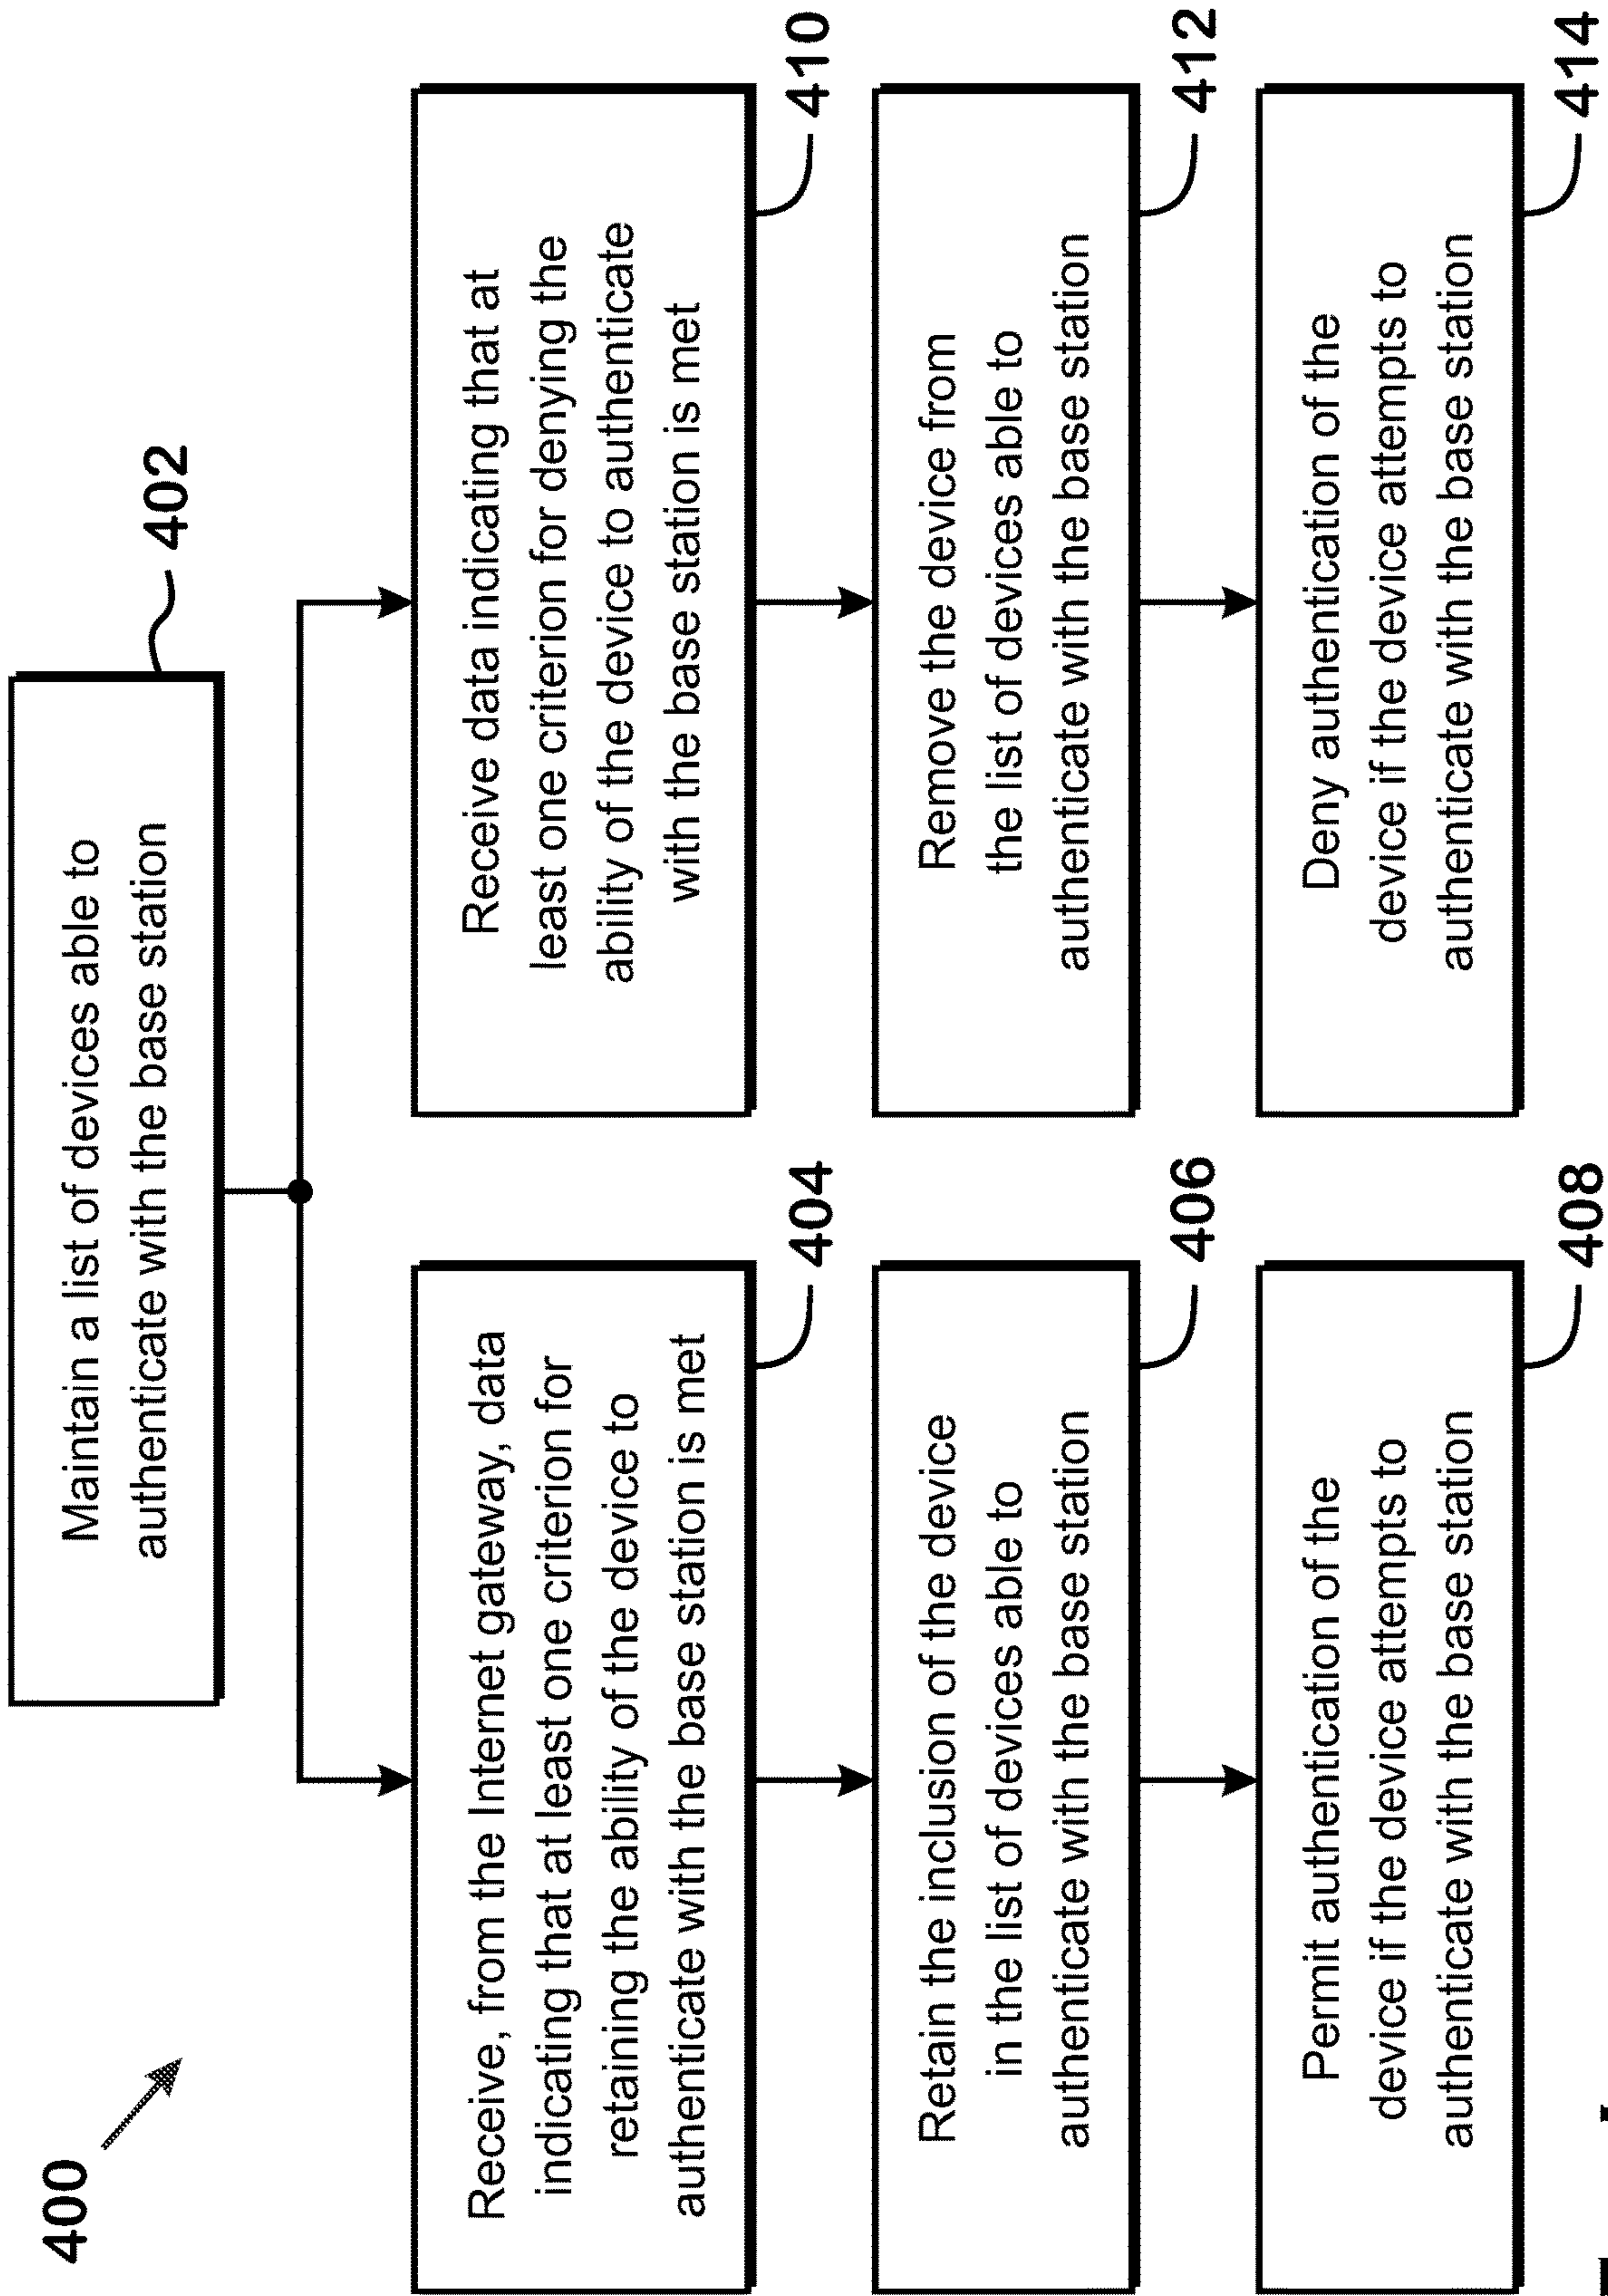 400
Maintain a list of devices able to
authenticate with the base station
402
Receive, from the Internet gateway, data
indicating that at least one criterion for
retaining the ability of the device to
authenticate with the base station is met
404
Retain the inclusion of the device
in the list of devices able to
authenticate with the base station
406
Permit authentication of the
device if the device attempts to
authenticate with the base station
408
Receive data indicating that at
least one criterion for denying the
ability of the device to authenticate
with the base station is met
410
Remove the device from
the list of devices able to
authenticate with the base station
412
Deny authentication of the
device if the device attempts to
authenticate with the base station
414